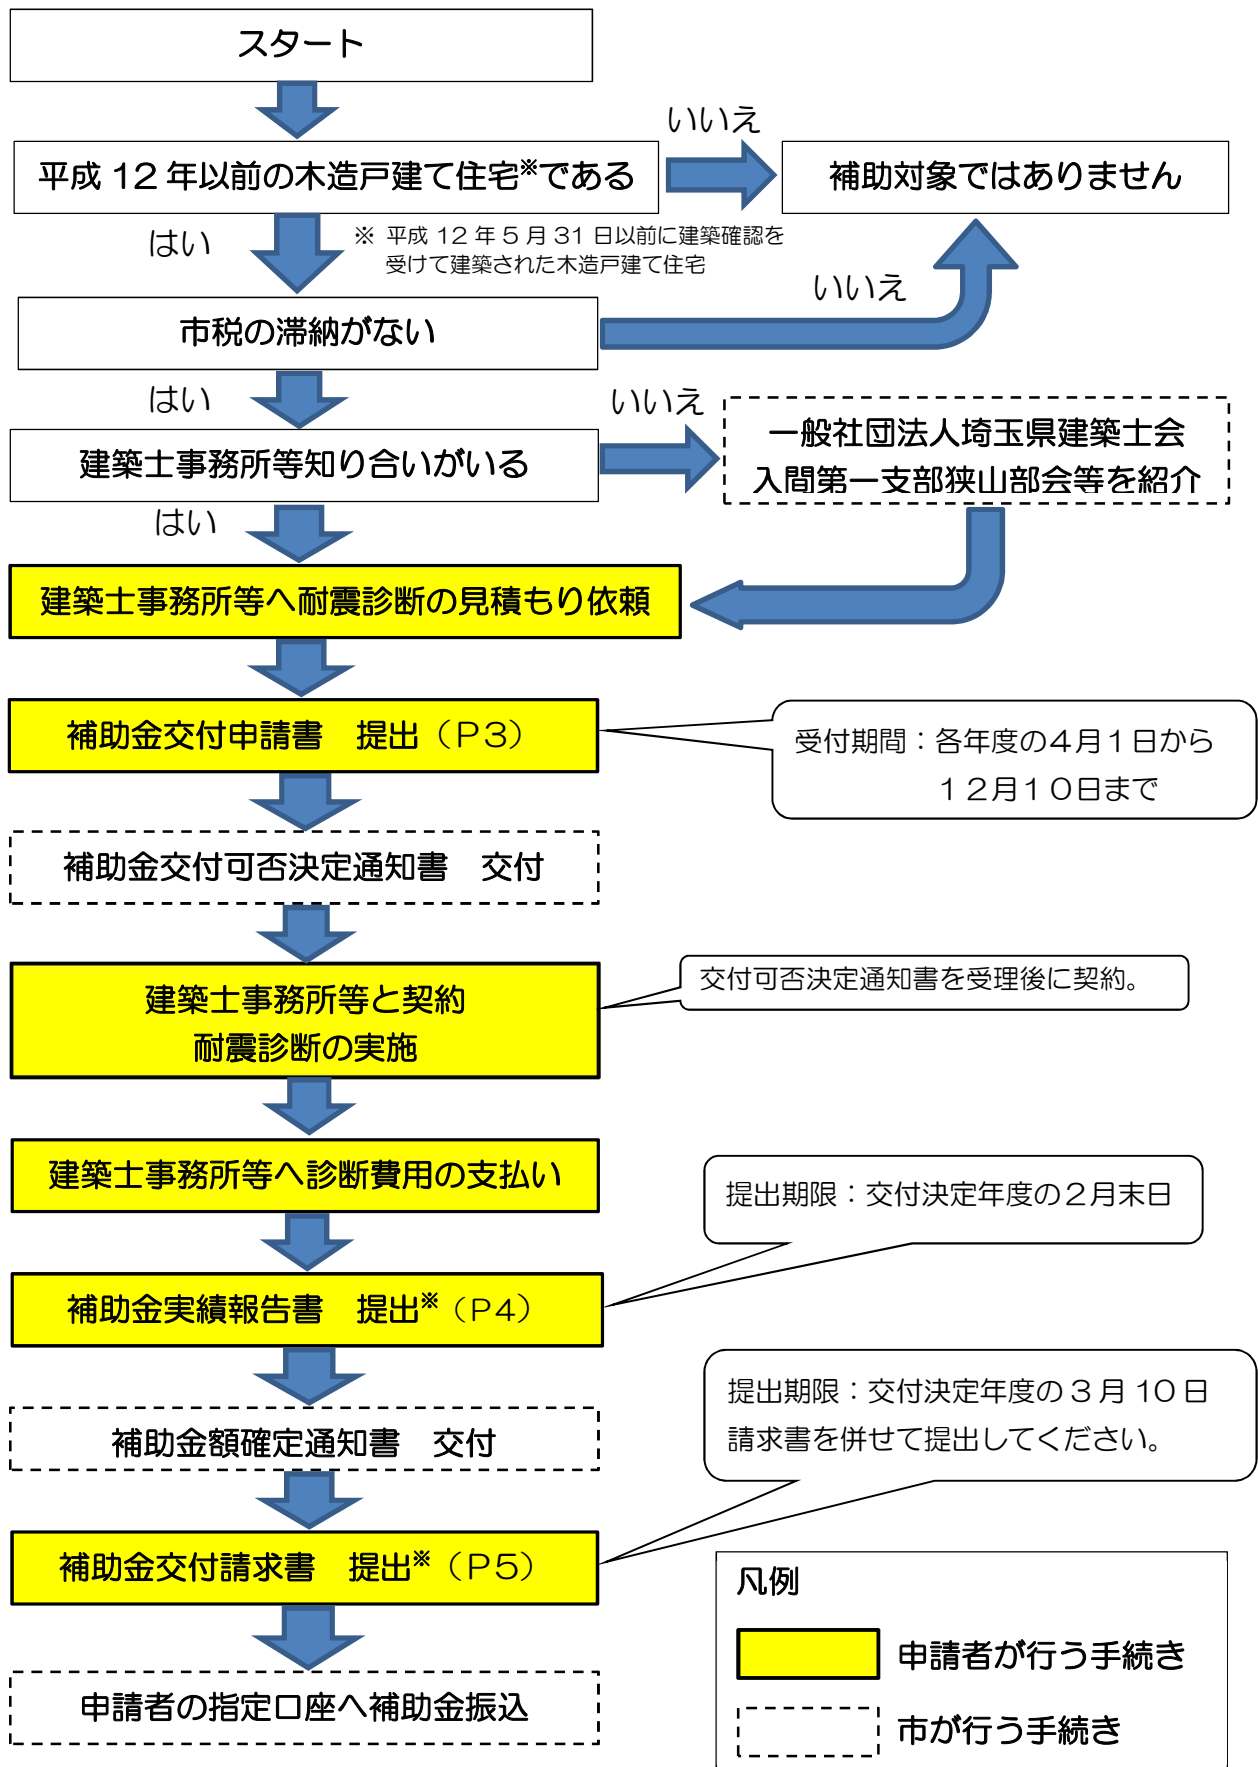 スタート
いいえ
平成 12 年以前の木造戸建て住宅※である
補助対象ではありません
はい
※ 平成 12 年 5 月 31 日以前に建築確認を
受けて建築された木造戸建て住宅
いいえ
市税の滞納がない
はい
いいえ
一般社団法人埼玉県建築士会
入間第一支部狭山部会等を紹介
建築士事務所等知り合いがいる
はい
建築士事務所等へ耐震診断の見積もり依頼
補助金交付申請書　提出（P3）
受付期間：各年度の４月１日から
１２月１０日まで
補助金交付可否決定通知書　交付
交付可否決定通知書を受理後に契約。
建築士事務所等と契約
耐震診断の実施
建築士事務所等へ診断費用の支払い
提出期限：交付決定年度の２月末日
補助金実績報告書　提出※（P4）
提出期限：交付決定年度の 3 月 10 日
請求書を併せて提出してください。
補助金額確定通知書　交付
補助金交付請求書　提出※（P5）
凡例
申請者が行う手続き
申請者の指定口座へ補助金振込
市が行う手続き